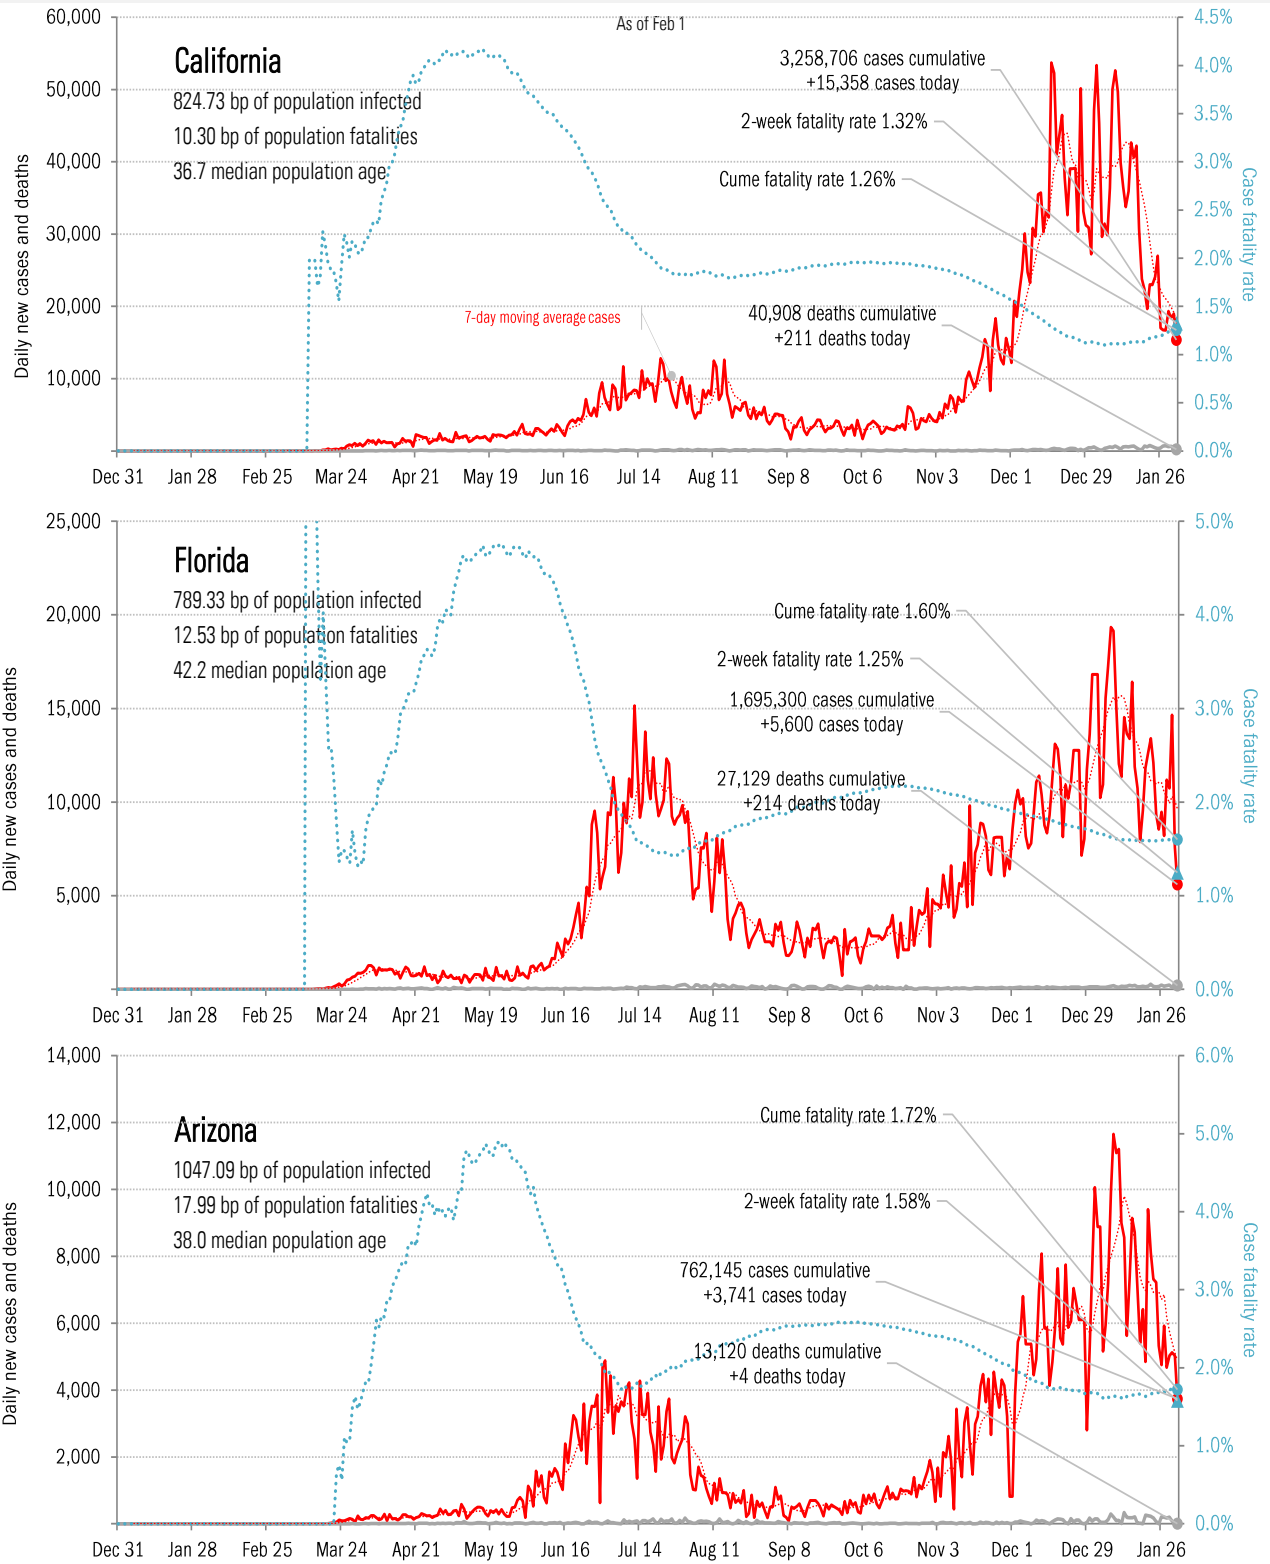 As of Feb 1
60,000
50,000
40,000
30,000
20,000
10,000
Daily new cases and deaths
California
824.73 bp of population infected
10.30 bp of population fatalities
36.7 median population age
3,258,706 cases cumulative
+15,358 cases today
2-week fatality rate 1.32%
Cume fatality rate 1.26%
7-day moving average cases
40,908 deaths cumulative
+211 deaths today
4.5%
4.0%
3.5%
3.0%
2.5%
2.0%
1.5%
1.0%
0.5%
0.0%
Case fatality rate
Dec 31 Jan 28 Feb 25 Mar 24 Apr 21 May 19 Jun 16 Jul 14 Aug 11 Sep 8 Oct 6 Nov 3 Dec 1 Dec 29 Jan 26
25,000
20,000
15,000
10,000
5,000
Daily new cases and deaths
Florida
789.33 bp of population infected
12.53 bp of population fatalities
42.2 median population age
Cume fatality rate 1.60%
2-week fatality rate 1.25%
1,695,300 cases cumulative
+5,600 cases today
27,129 deaths cumulative
+214 deaths today
5.0%
4.0%
3.0%
2.0%
1.0%
0.0%
Case fatality rate
Dec 31 Jan 28 Feb 25 Mar 24 Apr 21 May 19 Jun 16 Jul 14 Aug 11 Sep 8 Oct 6 Nov 3 Dec 1 Dec 29 Jan 26
14,000
12,000
10,000
8,000
6,000
4,000
2,000
Daily new cases and deaths
Arizona
1047.09 bp of population infected
17.99 bp of population fatalities
38.0 median population age
Cume fatality rate 1.72%
2-week fatality rate 1.58%
762,145 cases cumulative
+3,741 cases today
13,120 deaths cumulative
+4 deaths today
6.0%
5.0%
4.0%
3.0%
2.0%
1.0%
0.0%
Case fatality rate
Dec 31 Jan 28 Feb 25 Mar 24 Apr 21 May 19 Jun 16 Jul 14 Aug 11 Sep 8 Oct 6 Nov 3 Dec 1 Dec 29 Jan 26